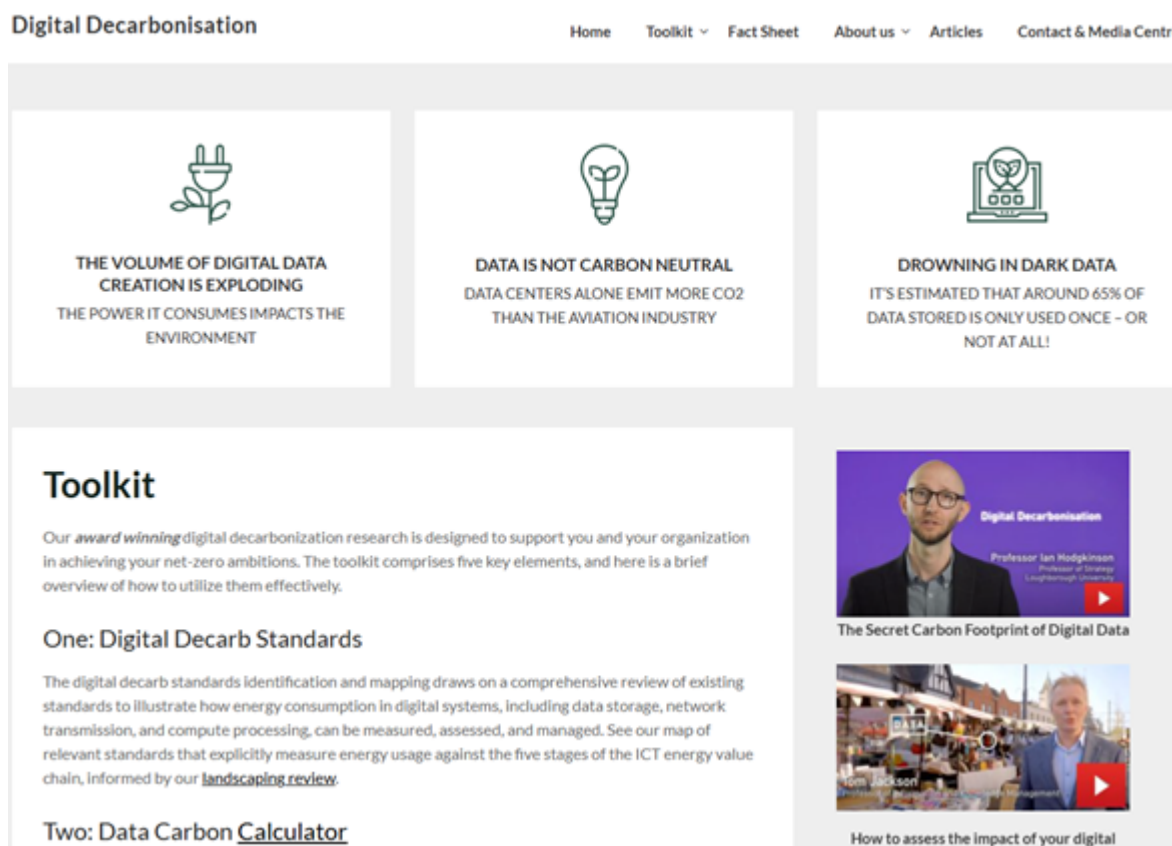 Digital Decarbonisation
Home Toolkit Fact Sheet About us Articles Contact & Media Centr
THE VOLUME OF DIGITAL DATA
CREATION IS EXPLODING
THE POWER IT CONSUMES IMPACTS THE
ENVIRONMENT
DATA IS NOT CARBON NEUTRAL
DATA CENTERS ALONE EMIT MORE CO2
THAN THE AVIATION INDUSTRY
DROWNING IN DARK DATA
IT'S ESTIMATED THAT AROUND 65% OF
DATA STORED IS ONLY USED ONCE – OR
NOT AT ALL!
Toolkit
Our award winning digital decarbonization research is designed to support you and your organization
in achieving your net-zero ambitions. The toolkit comprises five key elements, and here is a brief
overview of how to utilize them effectively.
One: Digital Decarb Standards
The digital decarb standards identification and mapping draws on a comprehensive review of existing
standards to illustrate how energy consumption in digital systems, including data storage, network
transmission, and compute processing, can be measured, assessed, and managed. See our map of
relevant standards that explicitly measure energy usage against the five stages of the ICT energy value
chain, informed by our landscaping review.
Two: Data Carbon Calculator
Digital Decarbonisation
Professor Ian Hodgkinson
Professor of Strategy
Loughborough University
The Secret Carbon Footprint of Digital Data
DATA
Tom Jackson
Professor of Management
How to assess the impact of your digital